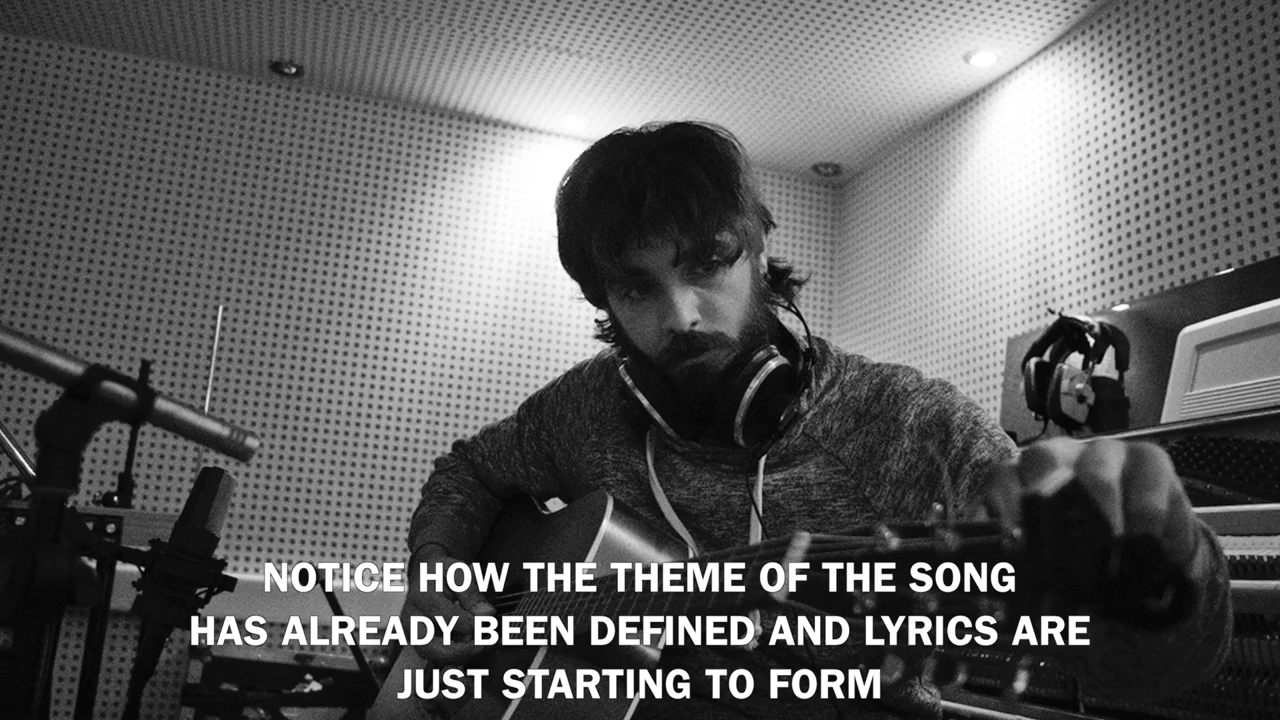 NOTICE HOW THE THEME OF THE SONG
HAS ALREADY BEEN DEFINED AND LYRICS ARE
JUST STARTING TO FORM